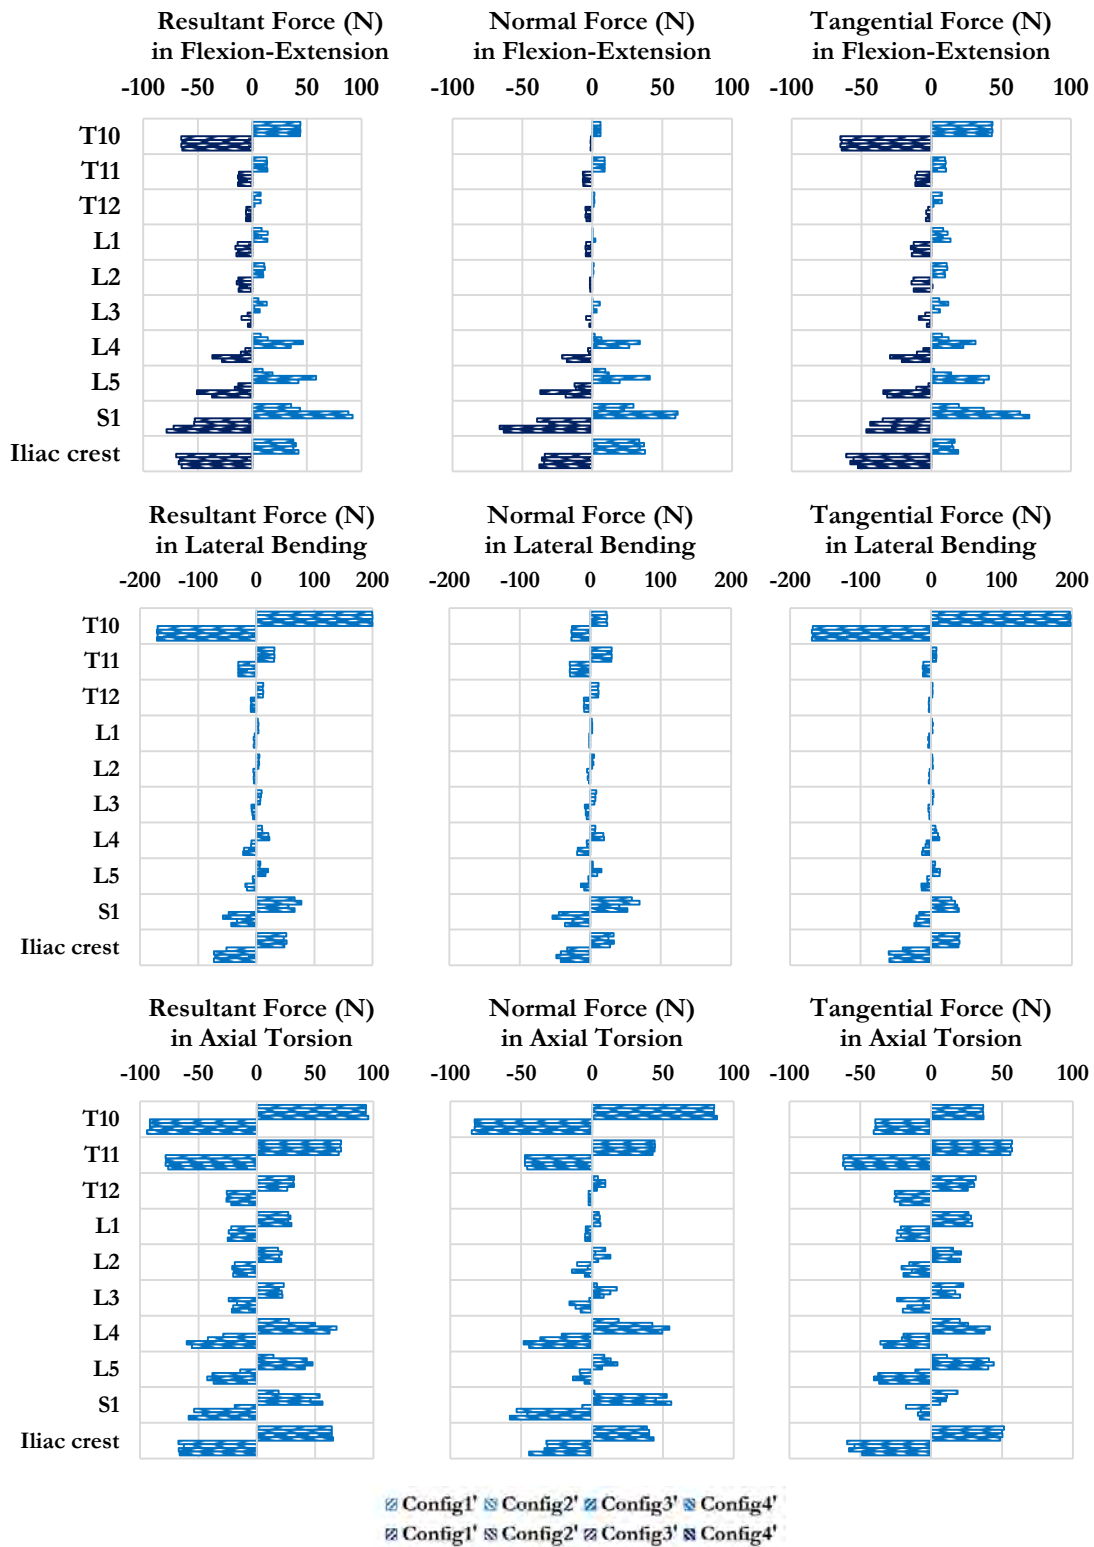 Resultant Force (N)
in Flexion-Extension
Normal Force (N)
in Flexion-Extension
Tangential Force (N)
in Flexion-Extension
-100 -50 0 50 100
-100 -50 0 50 100
-100 -50 0 50 100
T10
T11
T12
L1
L2
L3
L4
L5
S1
Iliac crest
Resultant Force (N)
in Lateral Bending
Normal Force (N)
in Lateral Bending
Tangential Force (N)
in Lateral Bending
-200 -100 0 100 200
-200 -100 0 100 200
-200 -100 0 100 200
T10
T11
T12
L1
L2
L3
L4
L5
S1
Iliac crest
Resultant Force (N)
in Axial Torsion
Normal Force (N)
in Axial Torsion
Tangential Force (N)
in Axial Torsion
-100 -50 0 50 100
-100 -50 0 50 100
-100 -50 0 50 100
T10
T11
T12
L1
L2
L3
L4
L5
S1
Iliac crest
Config1' Config2' Config3' Config4'
Config1' Config2' Config3' Config4'